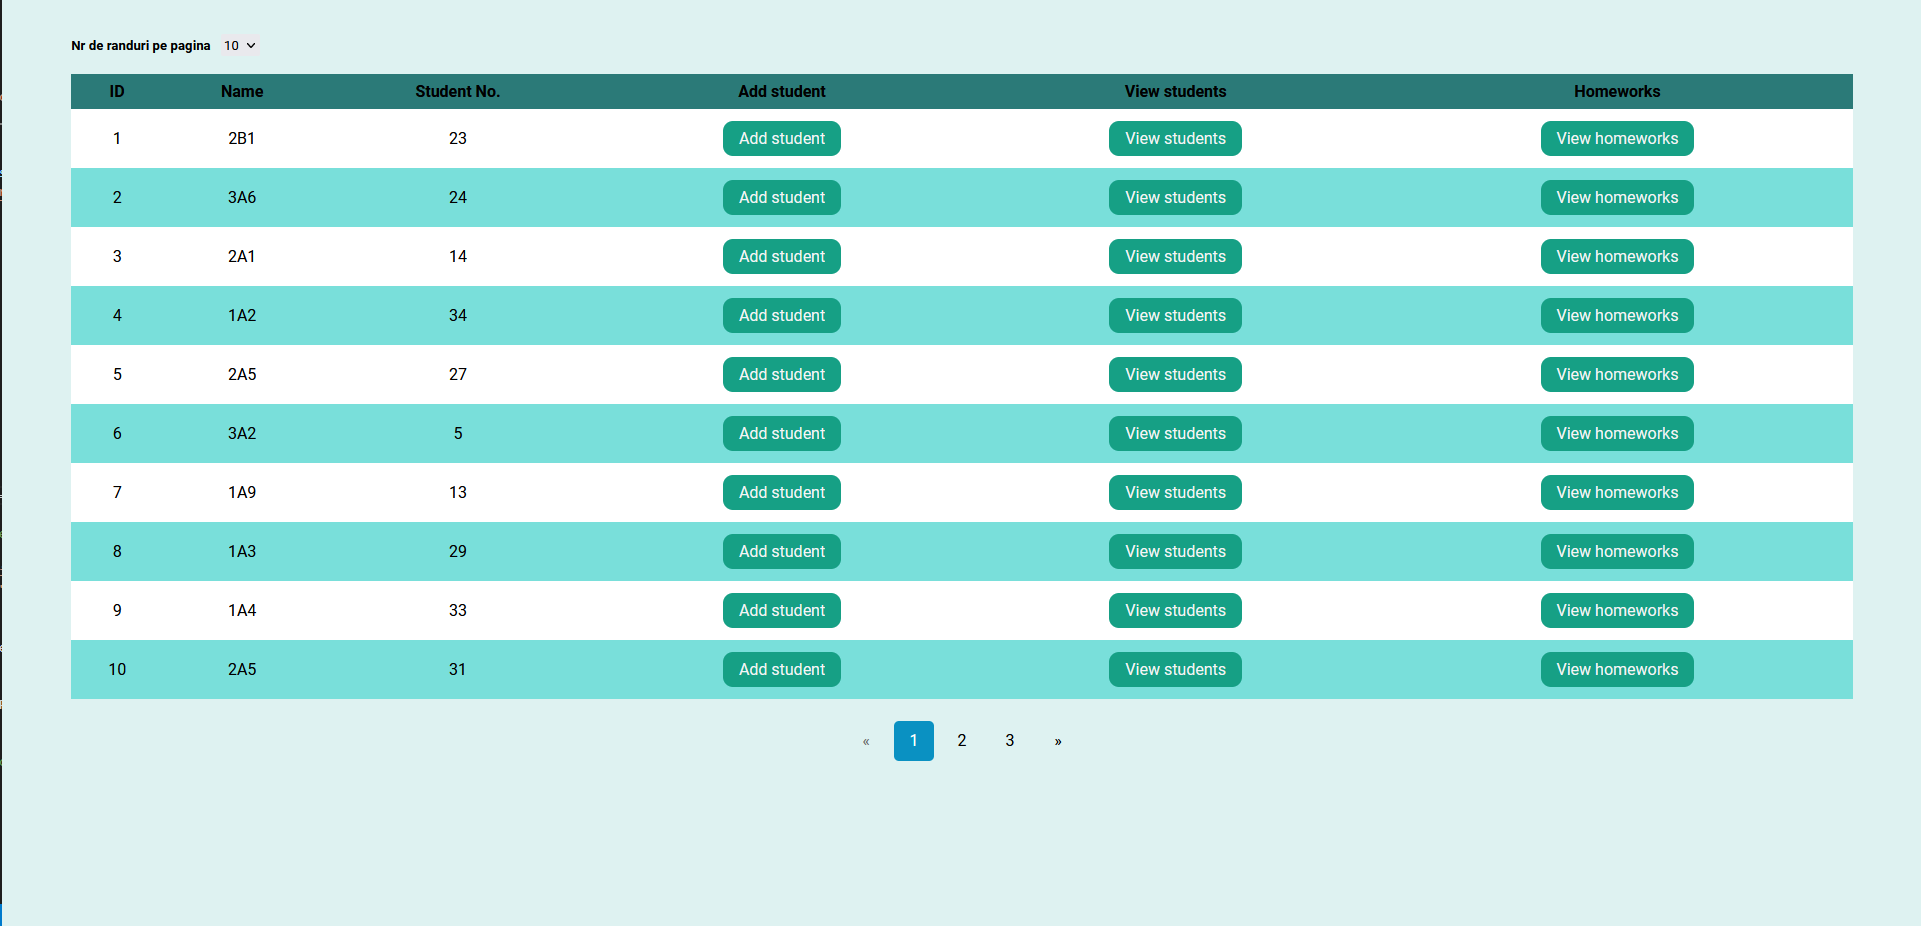 Nr de randuri pe pagina 10
ID Name Student No. Add student View students Homeworks
1 2B1 23 Add student View students View homeworks
2 3A6 24 Add student View students View homeworks
3 2A1 14 Add student View students View homeworks
4 1A2 34 Add student View students View homeworks
5 2A5 27 Add student View students View homeworks
6 3A2 5 Add student View students View homeworks
7 1A9 13 Add student View students View homeworks
8 1A3 29 Add student View students View homeworks
9 1A4 33 Add student View students View homeworks
10 2A5 31 Add student View students View homeworks
« 1 2 3 »